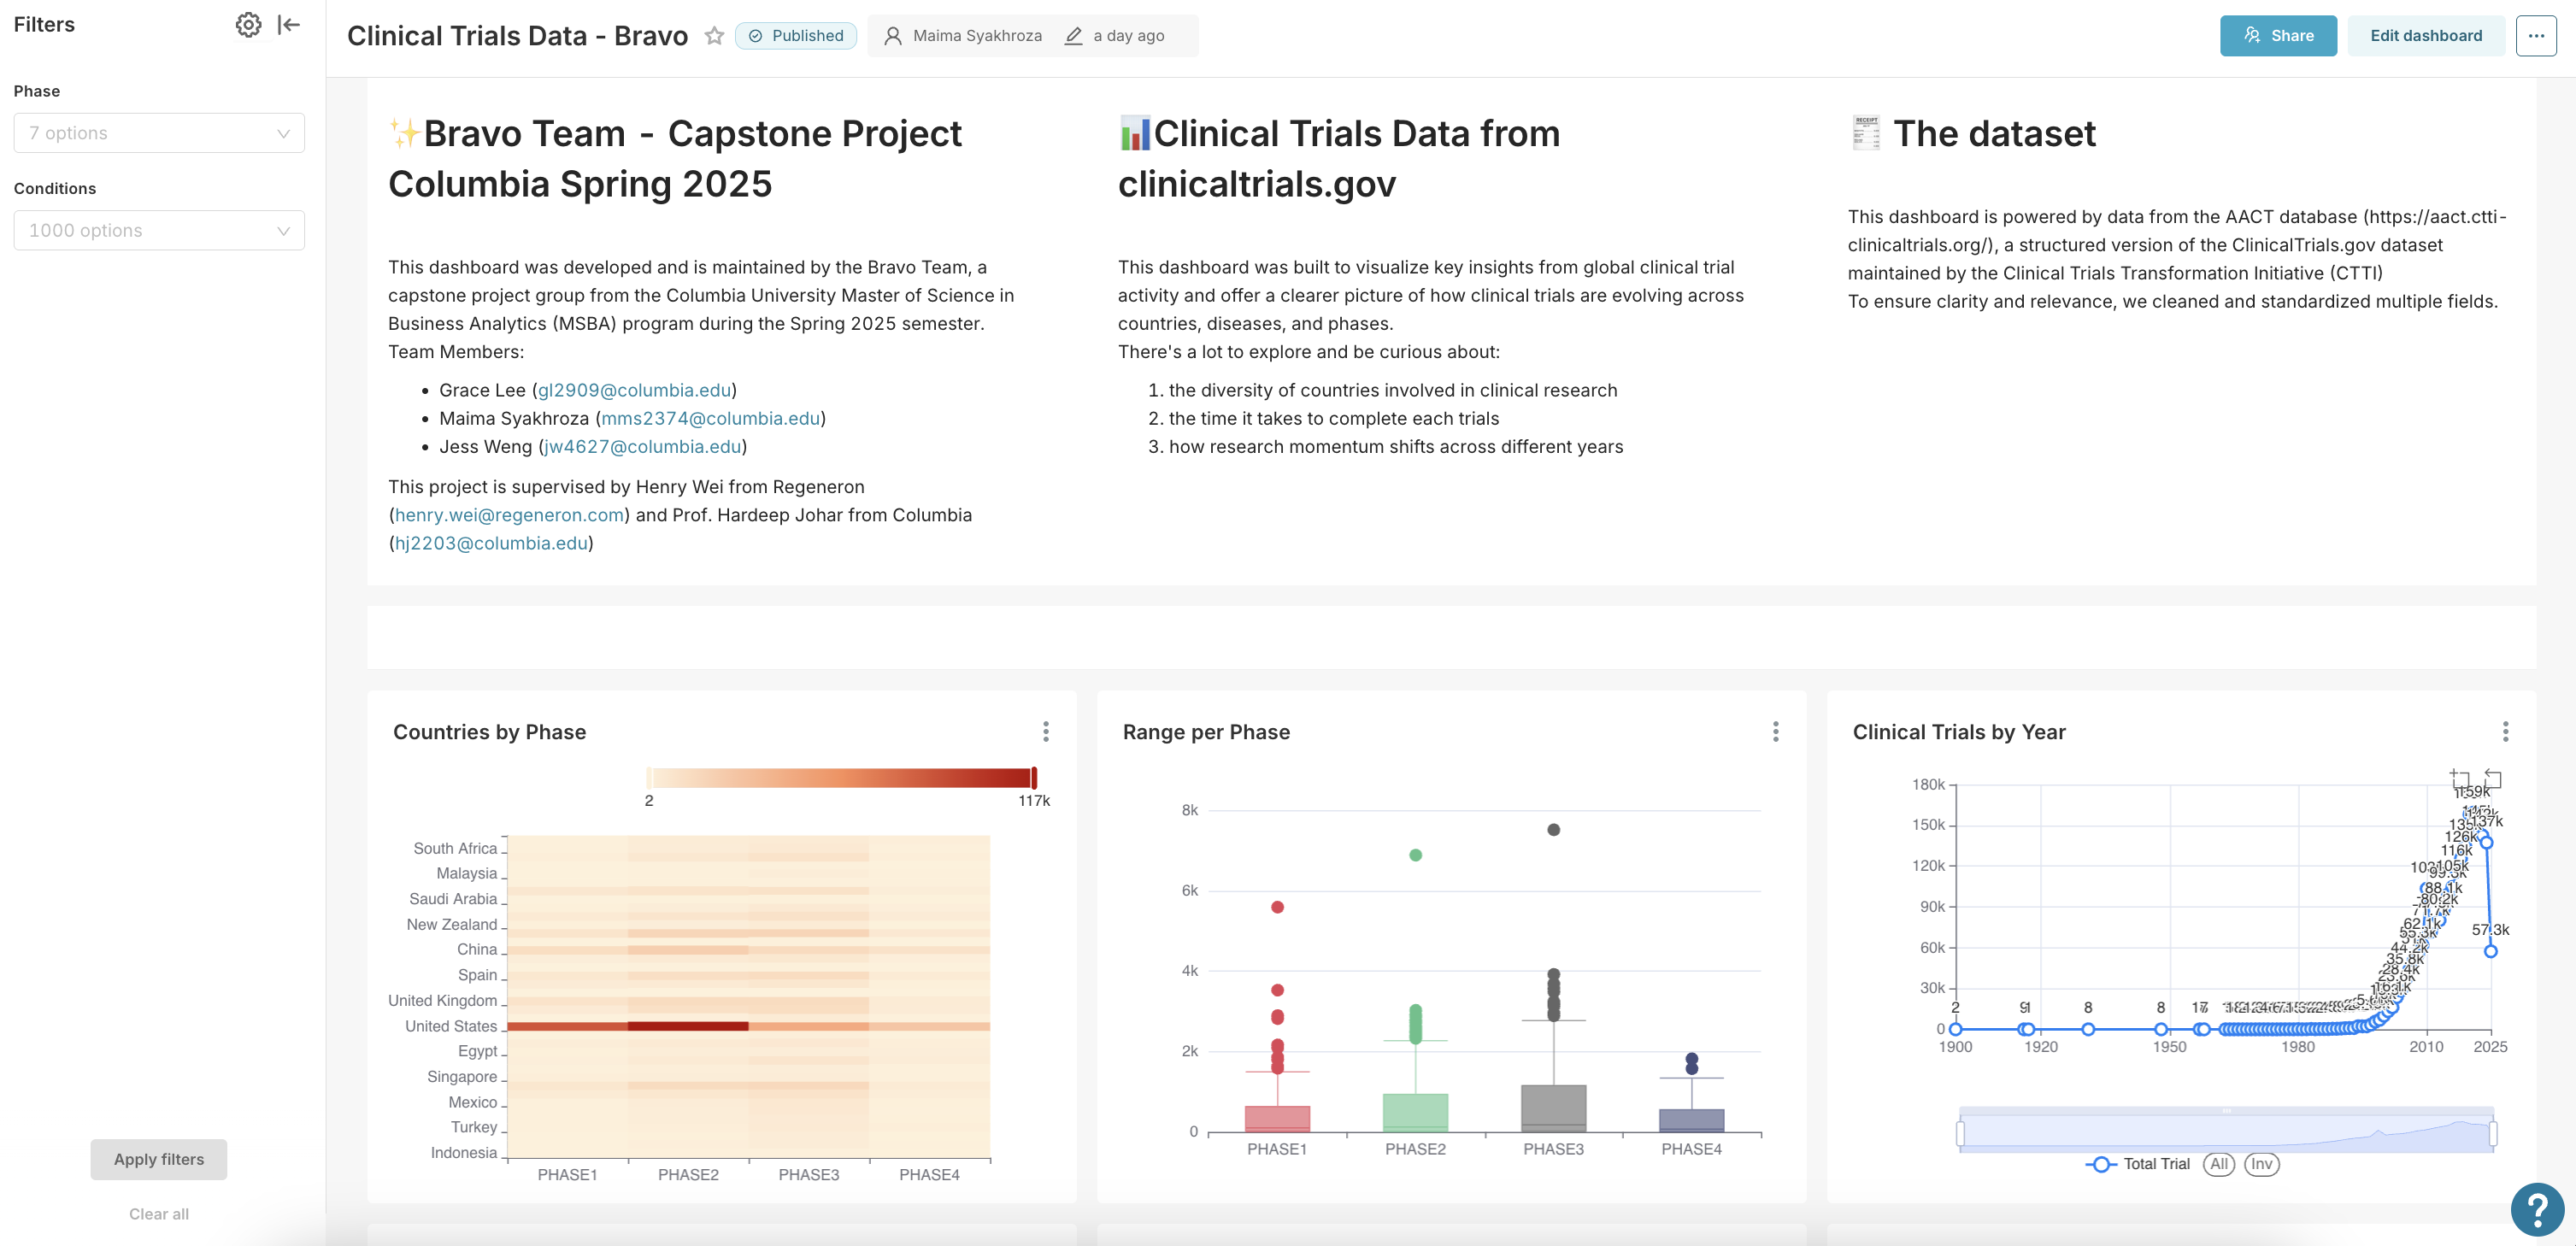 Filters
Phase
7 options
Conditions
1000 options
Apply filters
Clear all
Clinical Trials Data - Bravo
Published
Maima Syakhroza
a day ago
Share
Edit dashboard
✨Bravo Team - Capstone Project
Columbia Spring 2025
This dashboard was developed and is maintained by the Bravo Team, a
capstone project group from the Columbia University Master of Science in
Business Analytics (MSBA) program during the Spring 2025 semester.
Team Members:
• Grace Lee (gl2909@columbia.edu)
• Maima Syakhroza (mms2374@columbia.edu)
• Jess Weng (jw4627@columbia.edu)
This project is supervised by Henry Wei from Regeneron
(henry.wei@regeneron.com) and Prof. Hardeep Johar from Columbia
(hj2203@columbia.edu)
📊Clinical Trials Data from
clinicaltrials.gov
This dashboard was built to visualize key insights from global clinical trial
activity and offer a clearer picture of how clinical trials are evolving across
countries, diseases, and phases.
There's a lot to explore and be curious about:
1. the diversity of countries involved in clinical research
2. the time it takes to complete each trials
3. how research momentum shifts across different years
🧾 The dataset
This dashboard is powered by data from the AACT database (https://aact.ctti-
clinicaltrials.org/), a structured version of the ClinicalTrials.gov dataset
maintained by the Clinical Trials Transformation Initiative (CTTI)
To ensure clarity and relevance, we cleaned and standardized multiple fields.
Countries by Phase
2
117k
South Africa
Malaysia
Saudi Arabia
New Zealand
China
Spain
United Kingdom
United States
Egypt
Singapore
Mexico
Turkey
Indonesia
PHASE1 PHASE2 PHASE3 PHASE4
Range per Phase
8k
6k
4k
2k
0
PHASE1 PHASE2 PHASE3 PHASE4
Clinical Trials by Year
180k
150k
120k
90k
60k
30k
0
159k
137k
126k
116k
105k
88.1k
80.2k
62.1k
57.3k
44.2k
35.8k
28.4k
16.1k
2
8
8
1900 1920 1950 1980 2010 2025
Total Trial
All
Inv
?